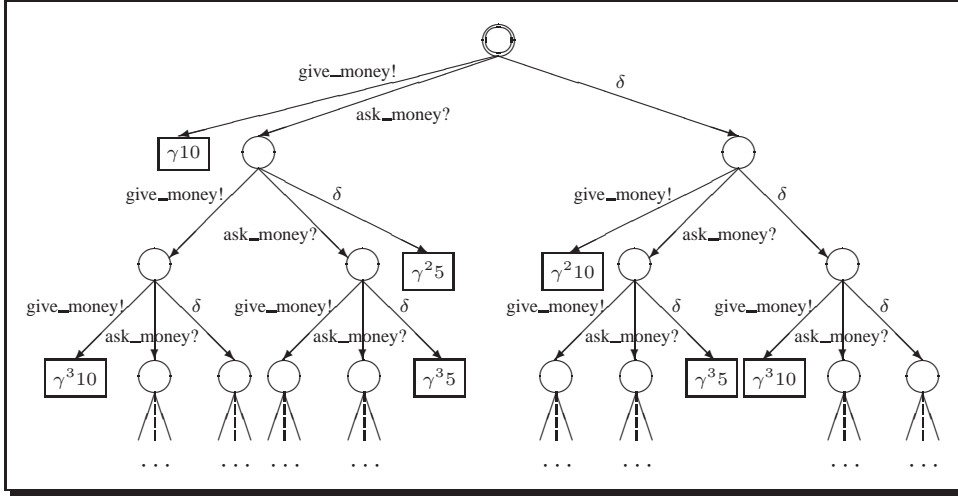 give_money! δ
ask_money?
γ10
give_money! δ give_money! δ
ask_money? ask_money?
γ²5 γ²10
give_money! δ give_money! δ give_money! δ give_money! δ
ask_money? ask_money? ask_money? ask_money?
γ³10 γ³5 γ³5 γ³10
... ... ... ... ... ... ... ...